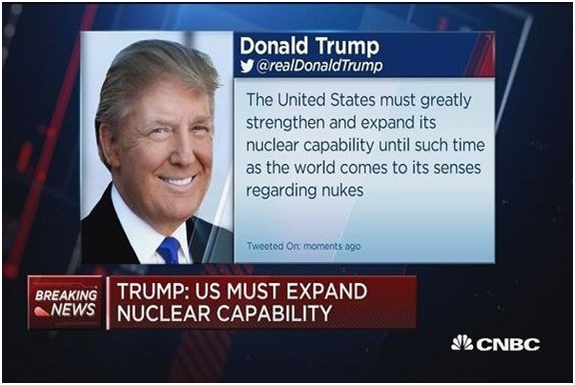 Donald Trump
@realDonaldTrump
The United States must greatly
strengthen and expand its
nuclear capability until such time
as the world comes to its senses
regarding nukes
Tweeted On: moments ago
BREAKING
NEWS
TRUMP: US MUST EXPAND
NUCLEAR CAPABILITY
CNBC